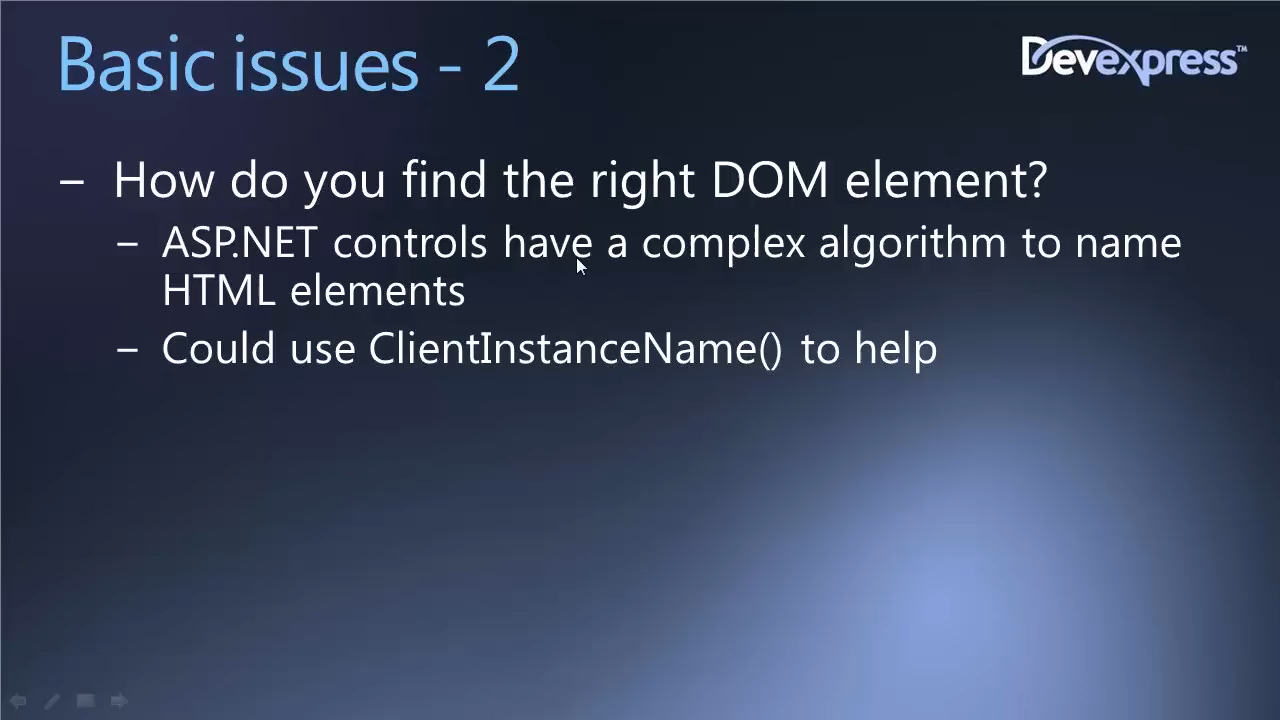 Basic issues - 2
Devexpress™
– How do you find the right DOM element?
– ASP.NET controls have a complex algorithm to name
HTML elements
– Could use ClientInstanceName() to help